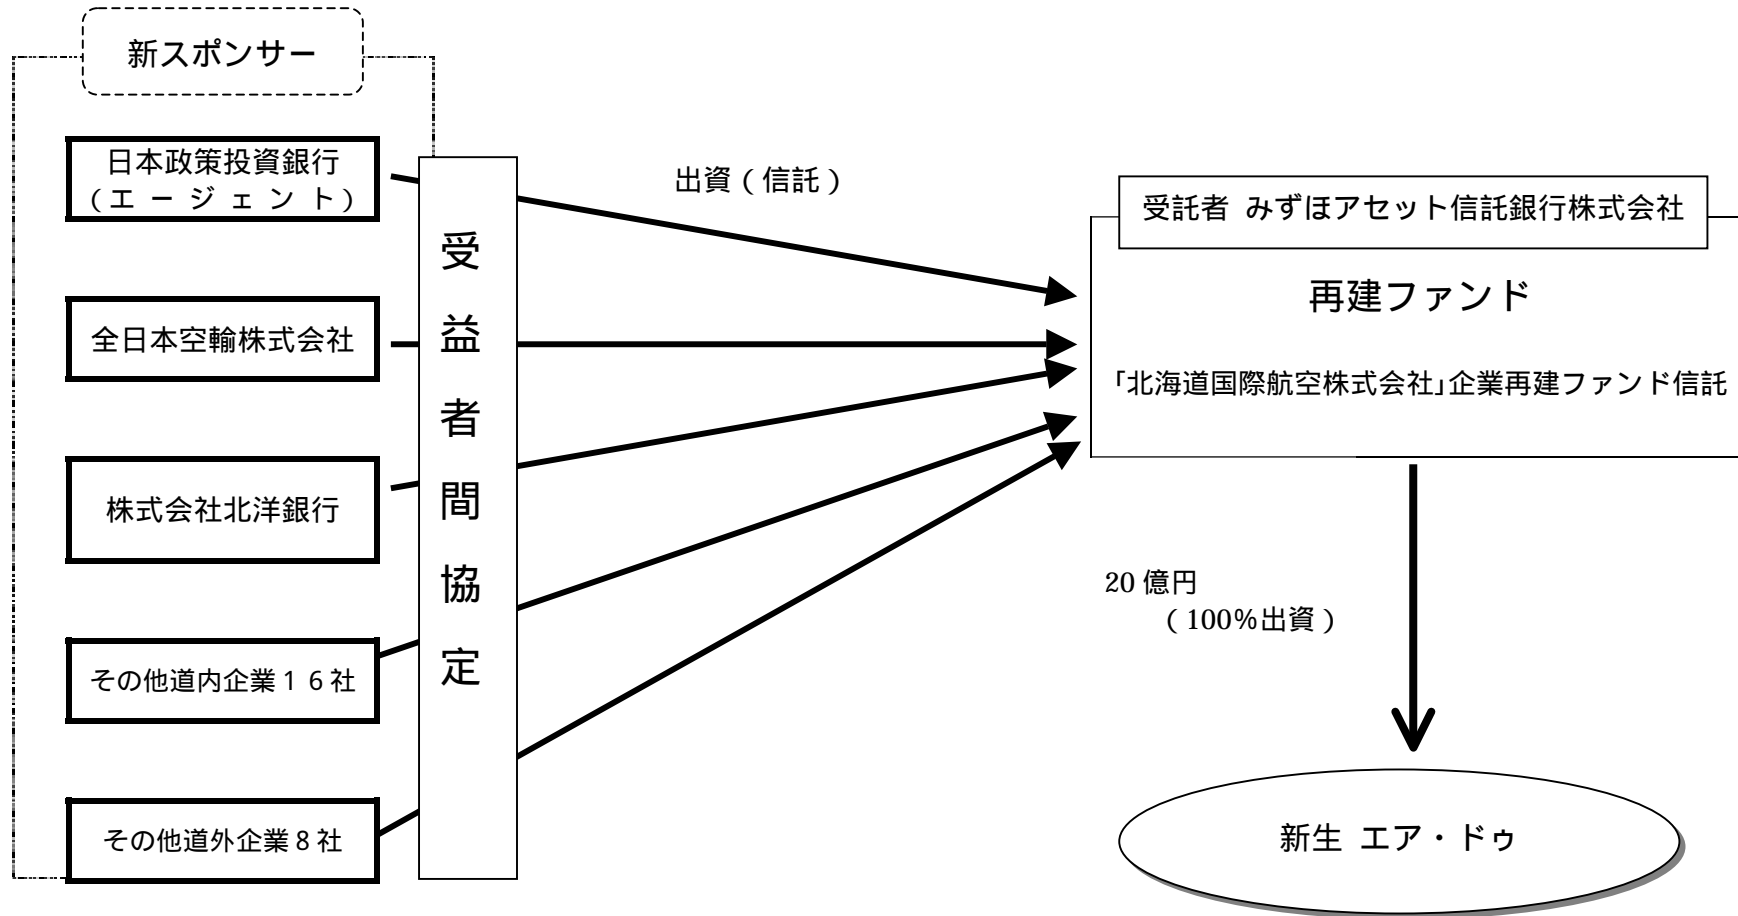 新スポンサー
日本政策投資銀行
(エージェント)
全日本空輸株式会社
株式会社北洋銀行
その他道内企業16社
その他道外企業8社
受益者間協定
出資(信託)
受託者 みずほアセット信託銀行株式会社
再建ファンド
「北海道国際航空株式会社」企業再建ファンド信託
20億円
(100%出資)
新生 エア・ドゥ